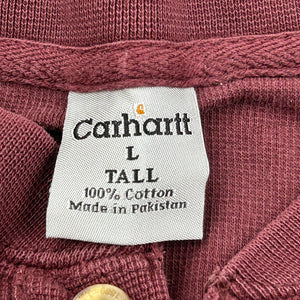 Carhartt
L
TALL
100% Cotton
Made in Pakistan